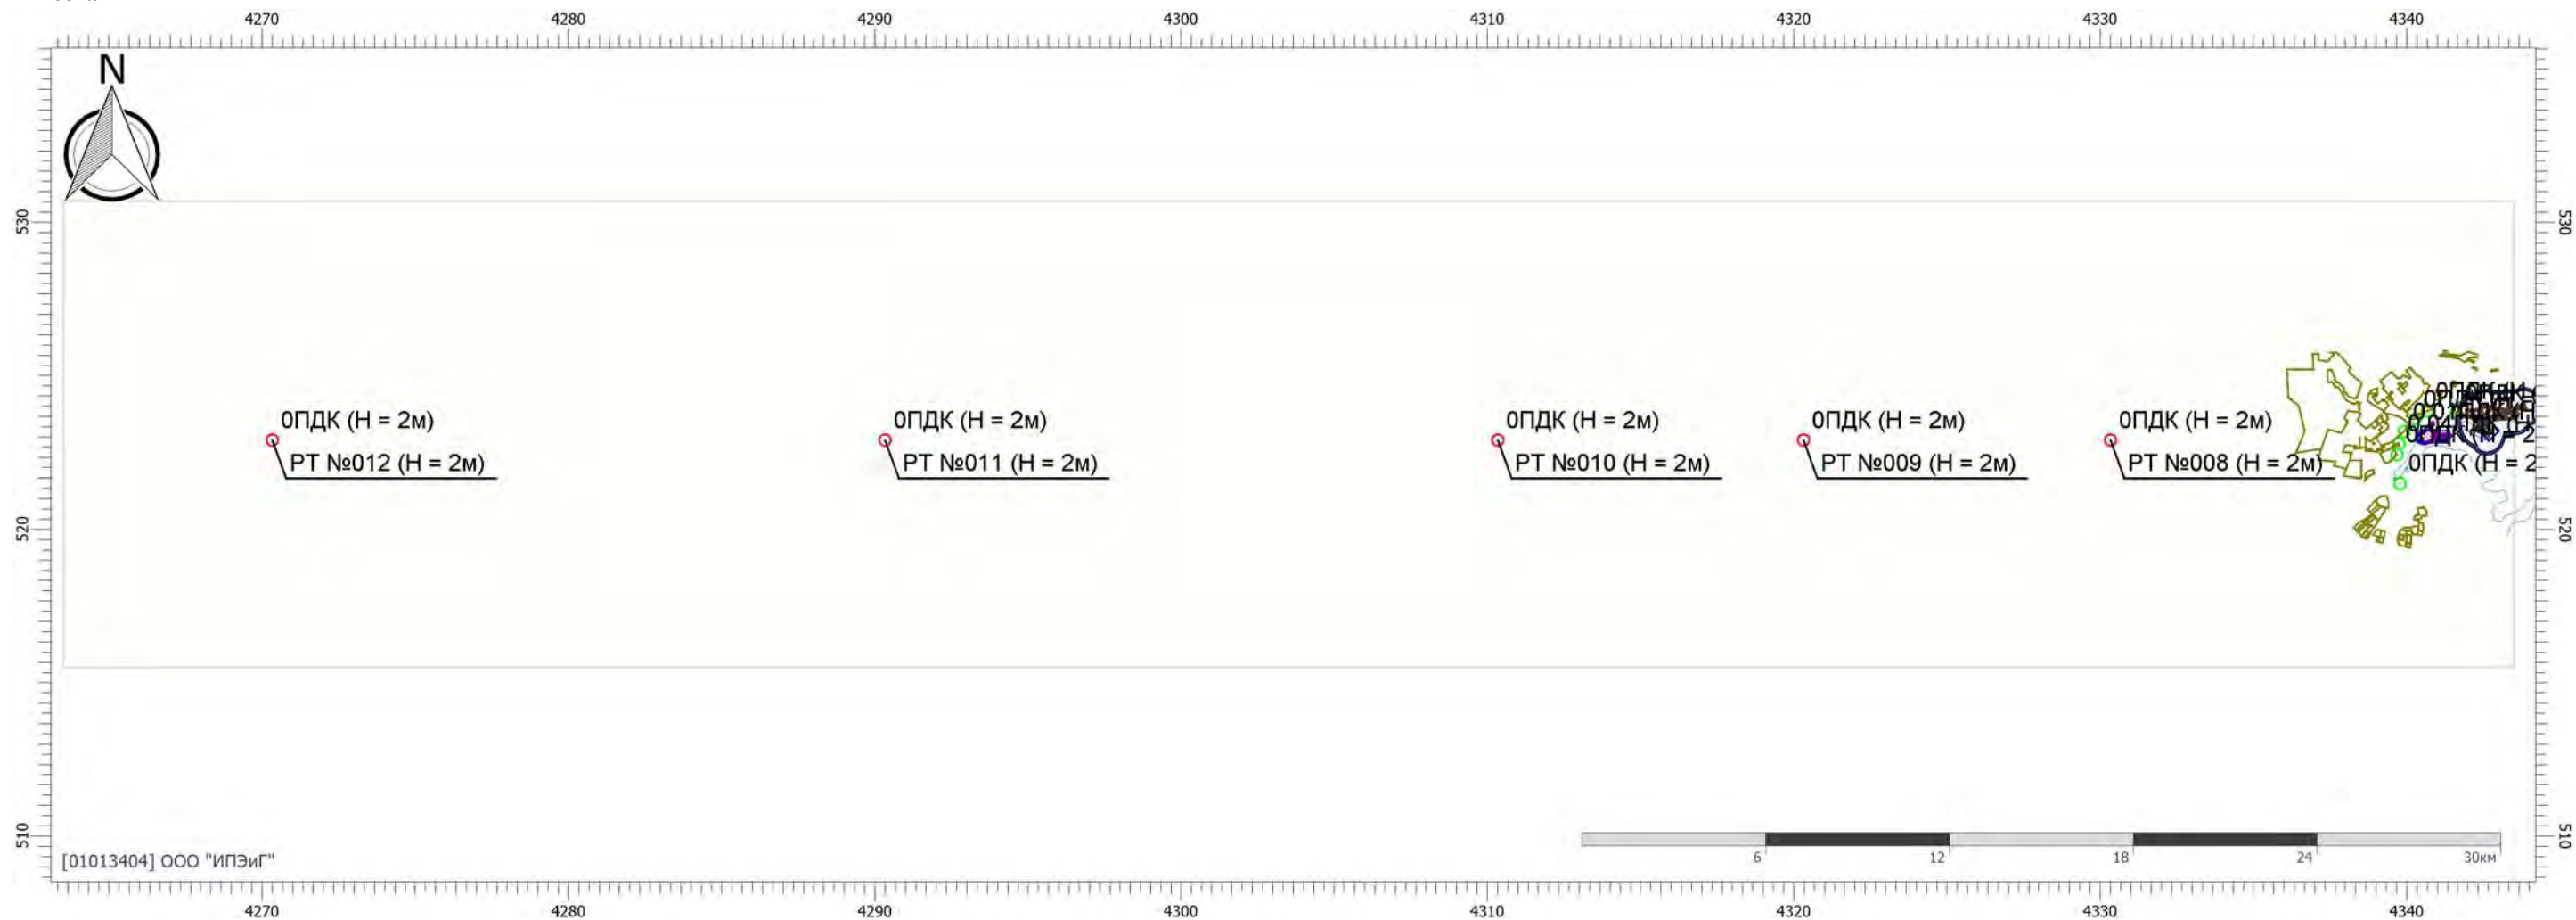 4270 4280 4290 4300 4310 4320 4330 4340
N
530 530
0ПДК (H = 2м) 0ПДК (H = 2м) 0ПДК (H = 2м) 0ПДК (H = 2м) 0ПДК (H = 2м)
РТ №012 (H = 2м) РТ №011 (H = 2м) РТ №010 (H = 2м) РТ №009 (H = 2м) РТ №008 (H = 2м) 0ПДК (H = 2
520 520
510 510
[01013404] ООО "ИПЭиГ" 6 12 18 24 30км
4270 4280 4290 4300 4310 4320 4330 4340